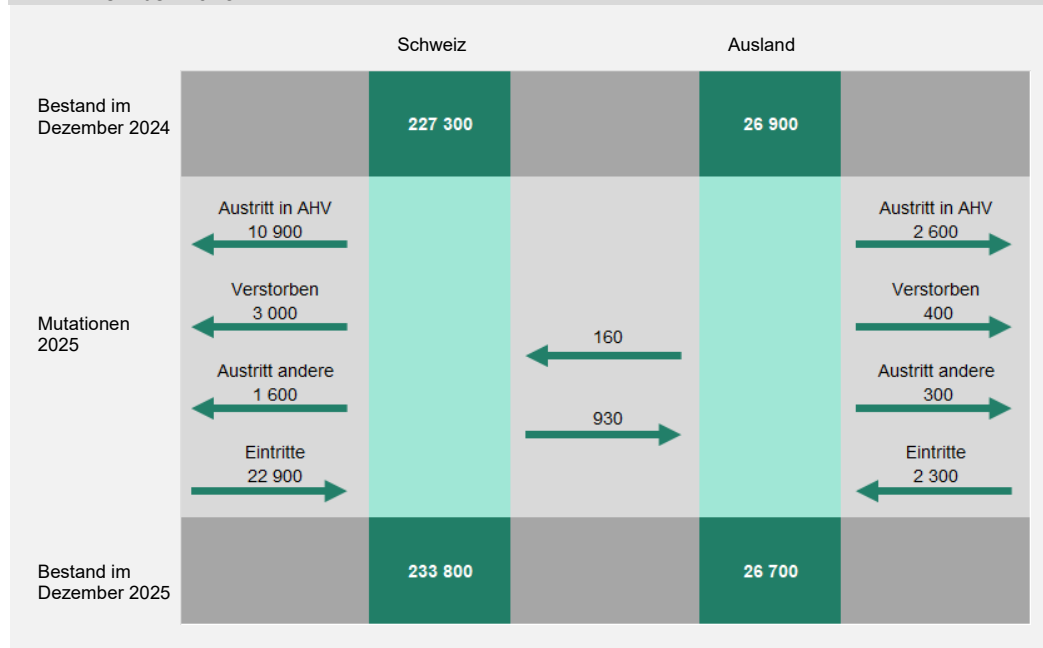 Schweiz
Ausland
Bestand im
Dezember 2024
227 300
26 900
Austritt in AHV
10 900
Austritt in AHV
2 600
Verstorben
3 000
Verstorben
400
Mutationen
2025
160
Austritt andere
1 600
Austritt andere
300
930
Eintritte
22 900
Eintritte
2 300
Bestand im
Dezember 2025
233 800
26 700